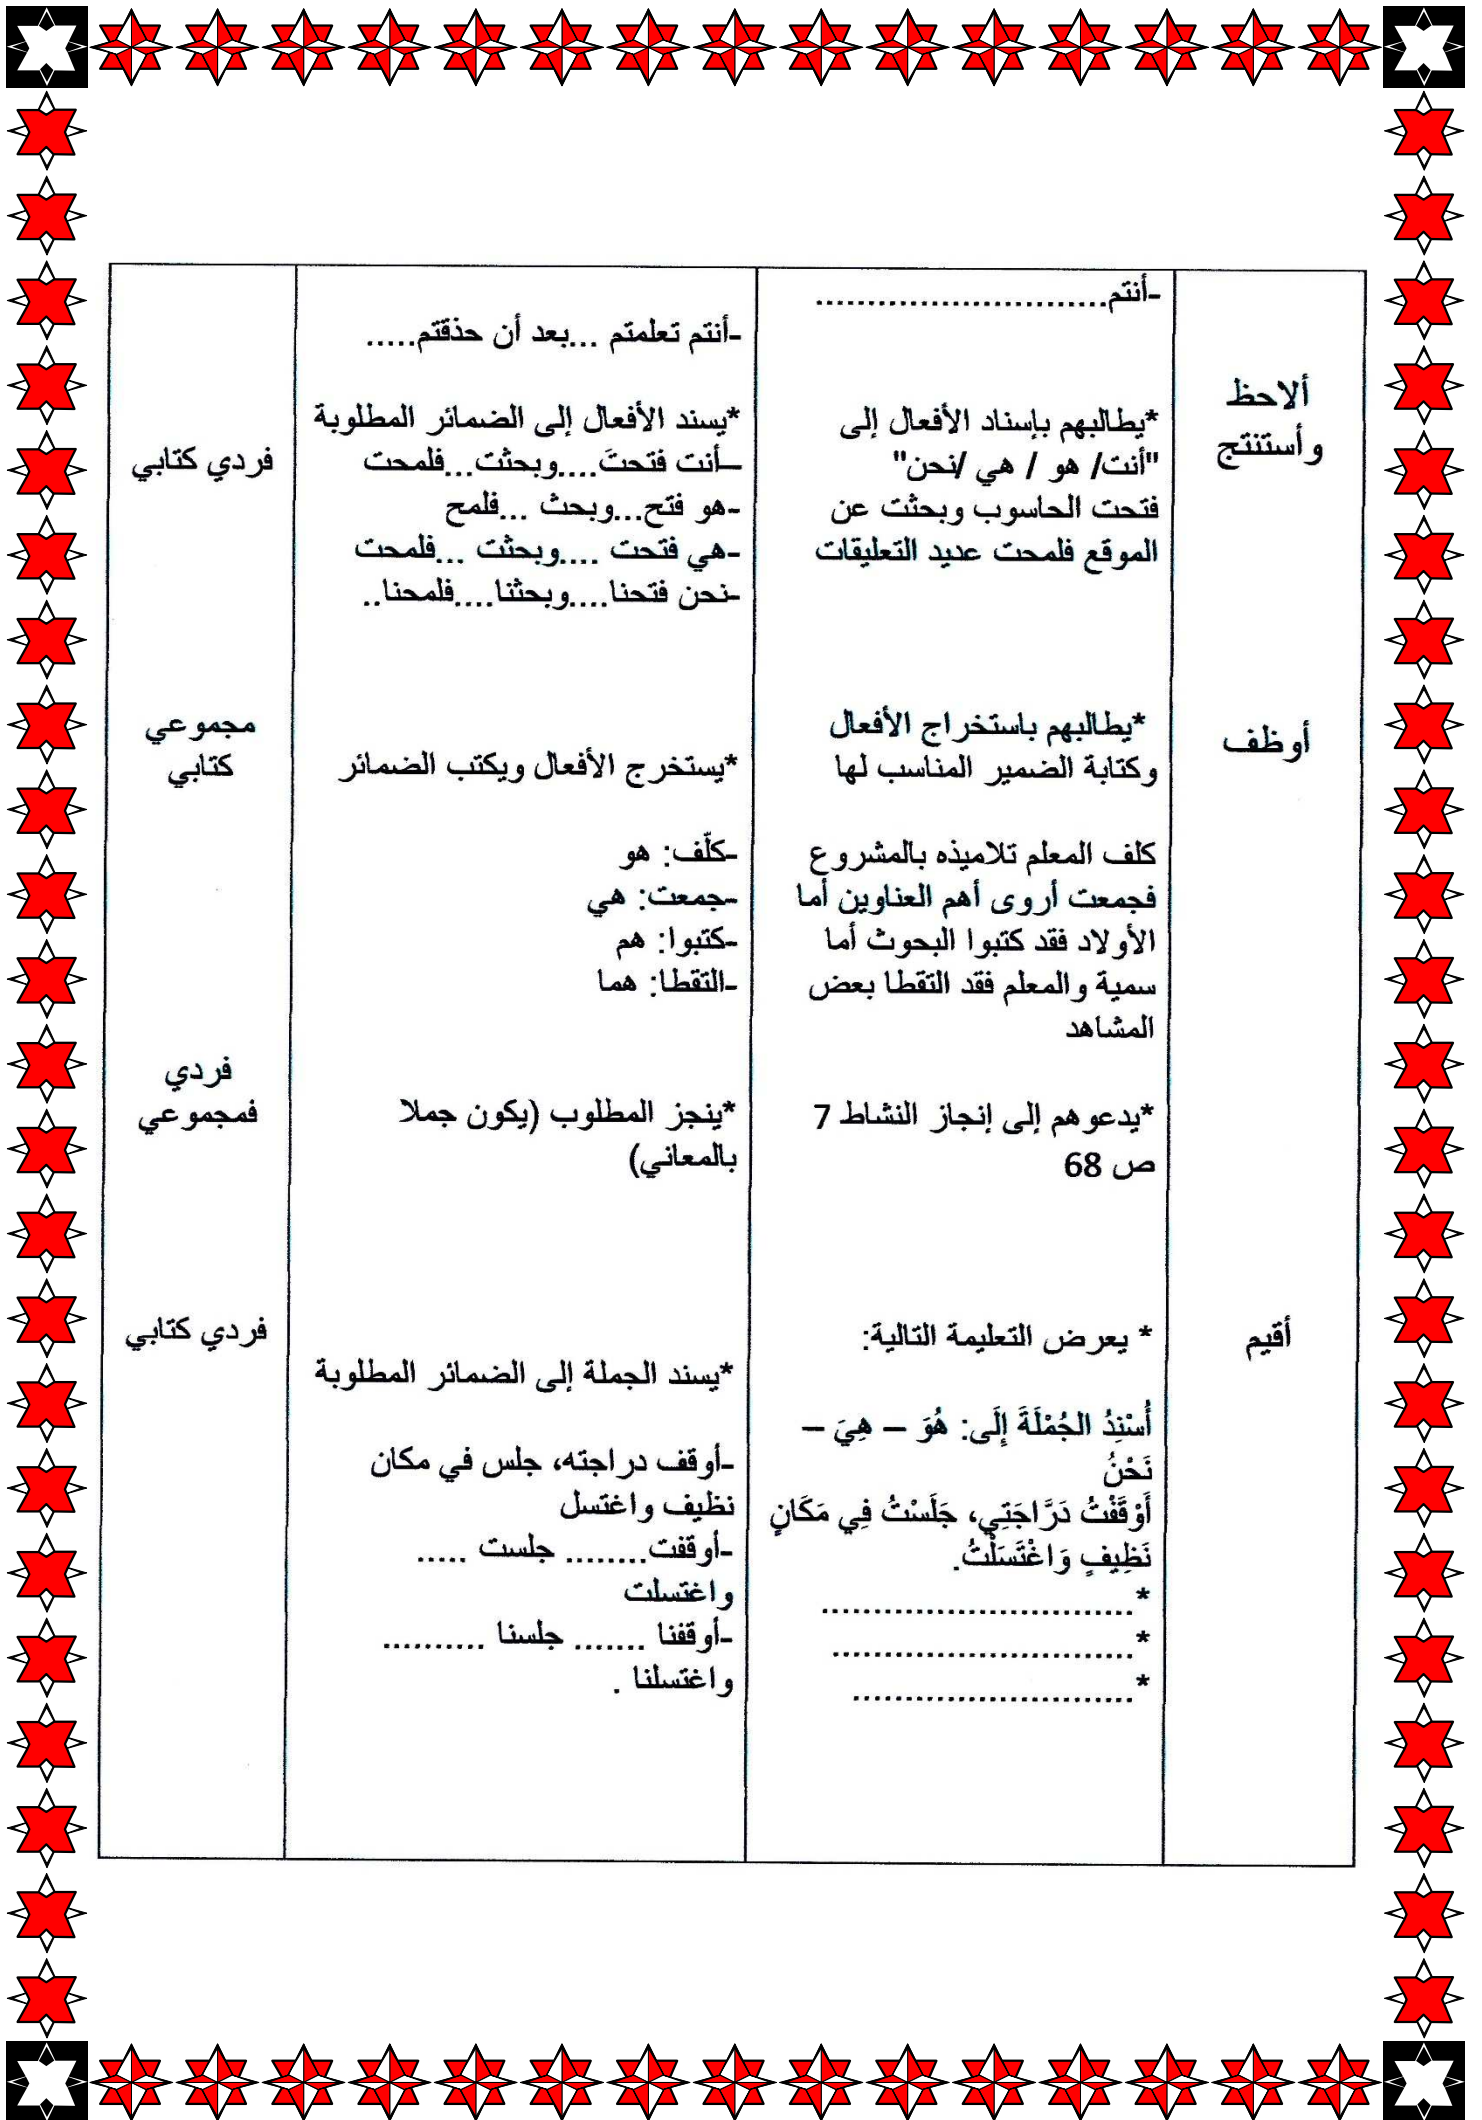 -أنتم............................
-أنتم تعلمتم ...بعد أن حذقتم.....
ألاحظ
وأستنتج
*يطالبهم بإسناد الأفعال إلى
"أنت/ هو / هي /نحن"
فتحت الحاسوب وبحثت عن
الموقع فلمحت عديد التعليقات
*يسند الأفعال إلى الضمائر المطلوبة
–أنت فتحتَ....وبحثت...فلمحت
-هو فتح...وبحث ...فلمح
-هي فتحت ....وبحثت ...فلمحت
-نحن فتحنا....وبحثنا....فلمحنا..
فردي كتابي
أوظف
*يطالبهم باستخراج الأفعال
وكتابة الضمير المناسب لها
كلف المعلم تلاميذه بالمشروع
فجمعت أروى أهم العناوين أما
الأولاد فقد كتبوا البحوث أما
سمية والمعلم فقد التقطا بعض
المشاهد
*يستخرج الأفعال ويكتب الضمائر
-كلّف: هو
-جمعت: هي
-كتبوا: هم
-التقطا: هما
مجموعي
كتابي
*يدعوهم إلى إنجاز النشاط 7
ص 68
*ينجز المطلوب (يكون جملا
بالمعاني)
فردي
فمجموعي
أقيم
* يعرض التعليمة التالية:
أُسْنِدُ الجُمْلَةَ إِلَى: هُوَ – هِيَ –
نَحْنُ
أَوْقَفْتُ دَرَّاجَتِي، جَلَسْتُ فِي مَكَانٍ
نَظِيفٍ وَاغْتَسَلْتُ.
*..............................
*.............................
*...........................
*يسند الجملة إلى الضمائر المطلوبة
-أوقف دراجته، جلس في مكان
نظيف واغتسل
-أوقفت........ جلست .....
واغتسلت
-أوقفنا ....... جلسنا ..........
واغتسلنا .
فردي كتابي